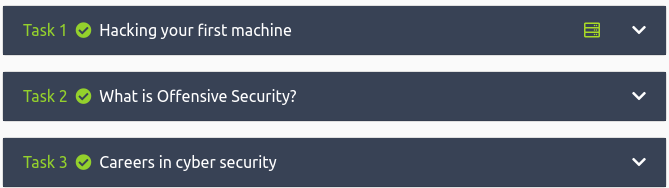 Task 1 Hacking your first machine
Task 2 What is Offensive Security?
Task 3 Careers in cyber security